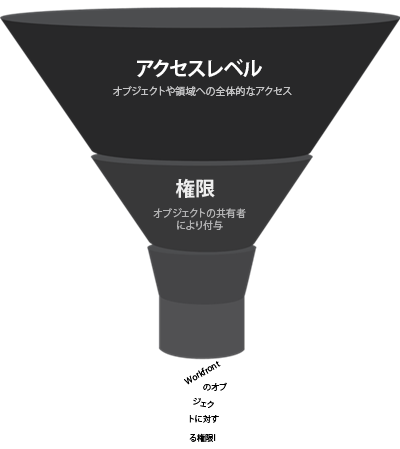 アクセスレベル
オブジェクトや領域への全体的なアクセス
権限
オブジェクトの共有者
により付与
Workfront
のオブ
ジェク
トに対す
る権限!